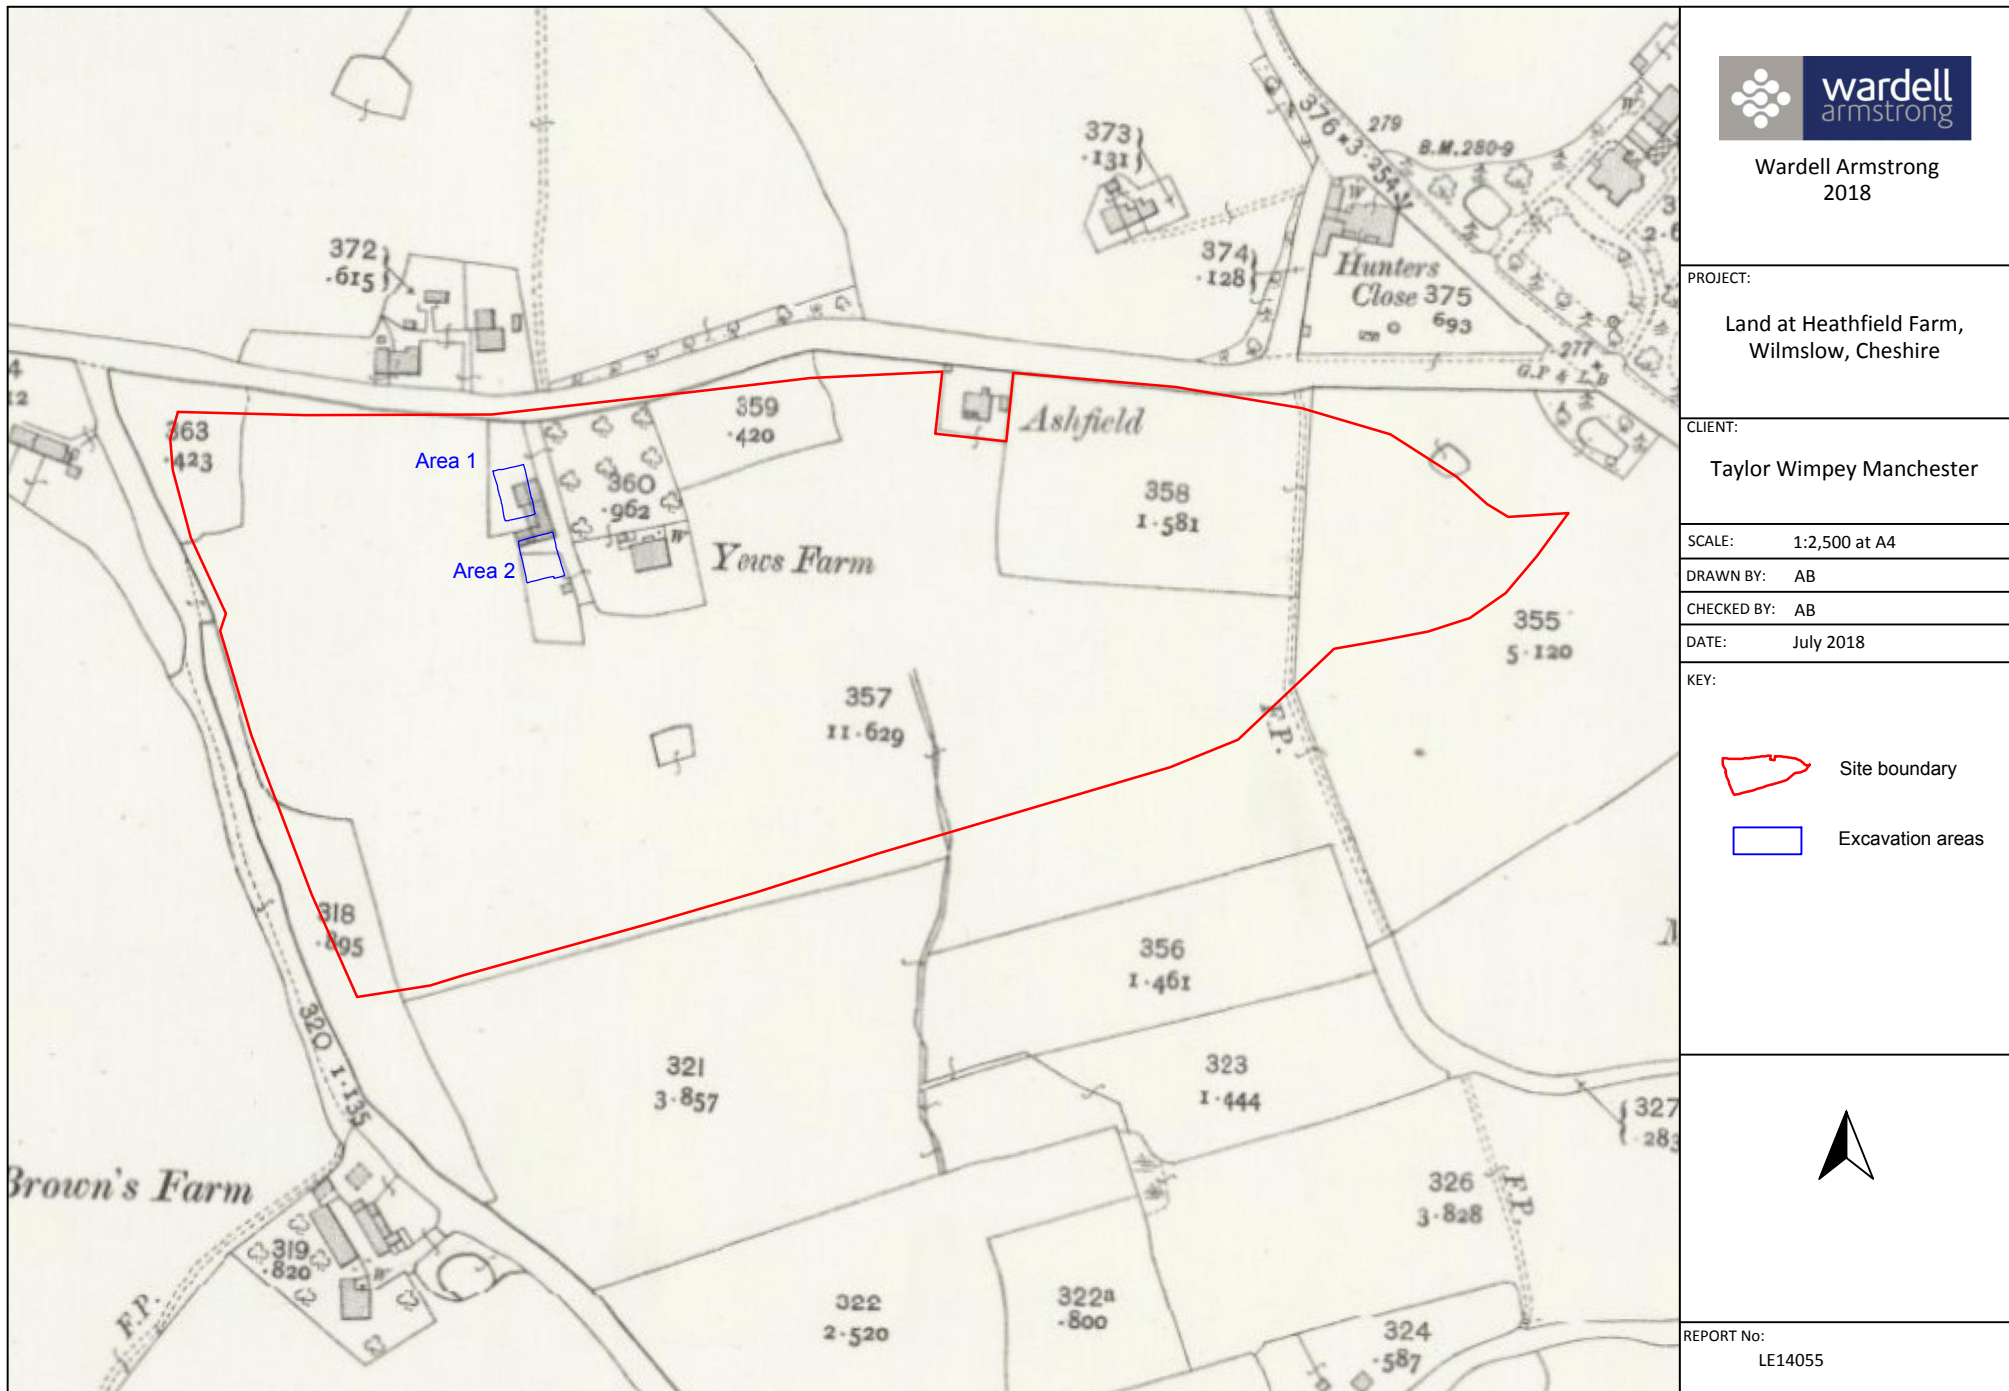 373
.131
376
3.254
279
B.M.280.9
W
372
.615
374
.128
Hunters
Close 375
.693
277
G.P & L.B
363
.423
359
.420
Ashfield
Area 1
360
.962
W
358
1.581
Area 2
Yews Farm
355
5.120
357
11.629
F.P.
318
.895
356
1.461
320 1.135
321
3.857
323
1.444
327
.283
Brown's Farm
326
3.828
F.P.
319
.820
W
F.P.
322
2.520
322a
.800
324
.587
wardell
armstrong
Wardell Armstrong
2018
PROJECT:
Land at Heathfield Farm,
Wilmslow, Cheshire
CLIENT:
Taylor Wimpey Manchester
SCALE: 1:2,500 at A4
DRAWN BY: AB
CHECKED BY: AB
DATE: July 2018
KEY:
Site boundary
Excavation areas
REPORT No:
LE14055